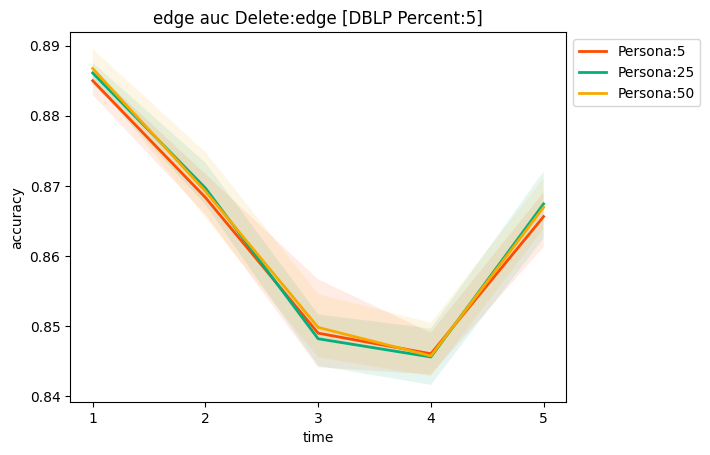 edge auc Delete:edge [DBLP Percent:5]
0.89
0.88
0.87
0.86
0.85
0.84
accuracy
1 2 3 4 5
time
Persona:5
Persona:25
Persona:50